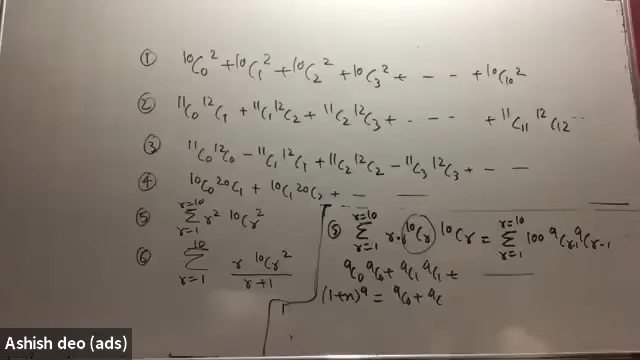 ① ¹⁰C₀² + ¹⁰C₁² + ¹⁰C₂² + ¹⁰C₃² + - - - + ¹⁰C₁₀²
② ¹¹C₀ ¹²C₁ + ¹¹C₁ ¹²C₂ + ¹¹C₂ ¹²C₃ + - - - - + ¹¹C₁₁ ¹²C₁₂
③ ¹¹C₀ ¹²C₀ - ¹¹C₁ ¹²C₁ + ¹¹C₂ ¹²C₂ - ¹¹C₃ ¹²C₃ + - -
④ ¹⁰C₀ ²⁰C₁ + ¹⁰C₁ ²⁰C₂ + - -
⑤ ∑_{r=1}^{r=10} r² ¹⁰Cᵣ²
⑥ ∑_{r=1}^{10} r ¹⁰Cᵣ² / r+1
⑤ ∑_{r=1}^{r=10} r·r ¹⁰Cᵣ ¹⁰Cᵣ = ∑_{r=1}^{r=10} 100 ⁹Cᵣ₋₁ ⁹Cᵣ₋₁
⁹C₀ ⁹C₀ + ⁹C₁ ⁹C₁ +
(1+x)⁹ = ⁹C₀ + ⁹C
Ashish deo (ads)